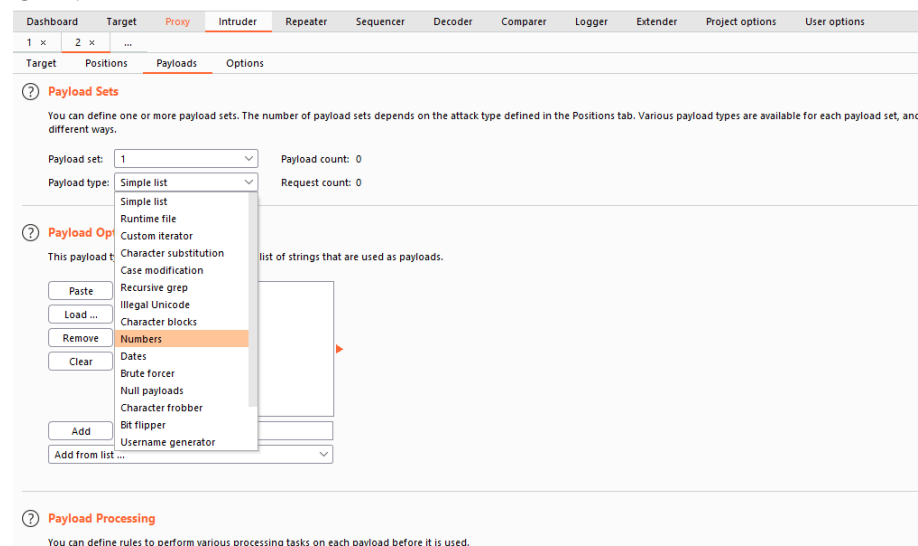 Dashboard Target Proxy Intruder Repeater Sequencer Decoder Comparer Logger Extender Project options User options
1 × 2 × ...
Target Positions Payloads Options
? Payload Sets
You can define one or more payload sets. The number of payload sets depends on the attack type defined in the Positions tab. Various payload types are available for each payload set, and
different ways.
Payload set: 1 Payload count: 0
Payload type: Simple list Request count: 0
Simple list
Runtime file
Custom iterator
? Payload Op
Character substitution
This payload t list of strings that are used as payloads.
Case modification
Paste Recursive grep
Illegal Unicode
Load ...
Character blocks
Remove Numbers
Clear Dates
Brute forcer
Null payloads
Character frobber
Add Bit flipper
Username generator
Add from list ...
? Payload Processing
You can define rules to perform various processing tasks on each payload before it is used.